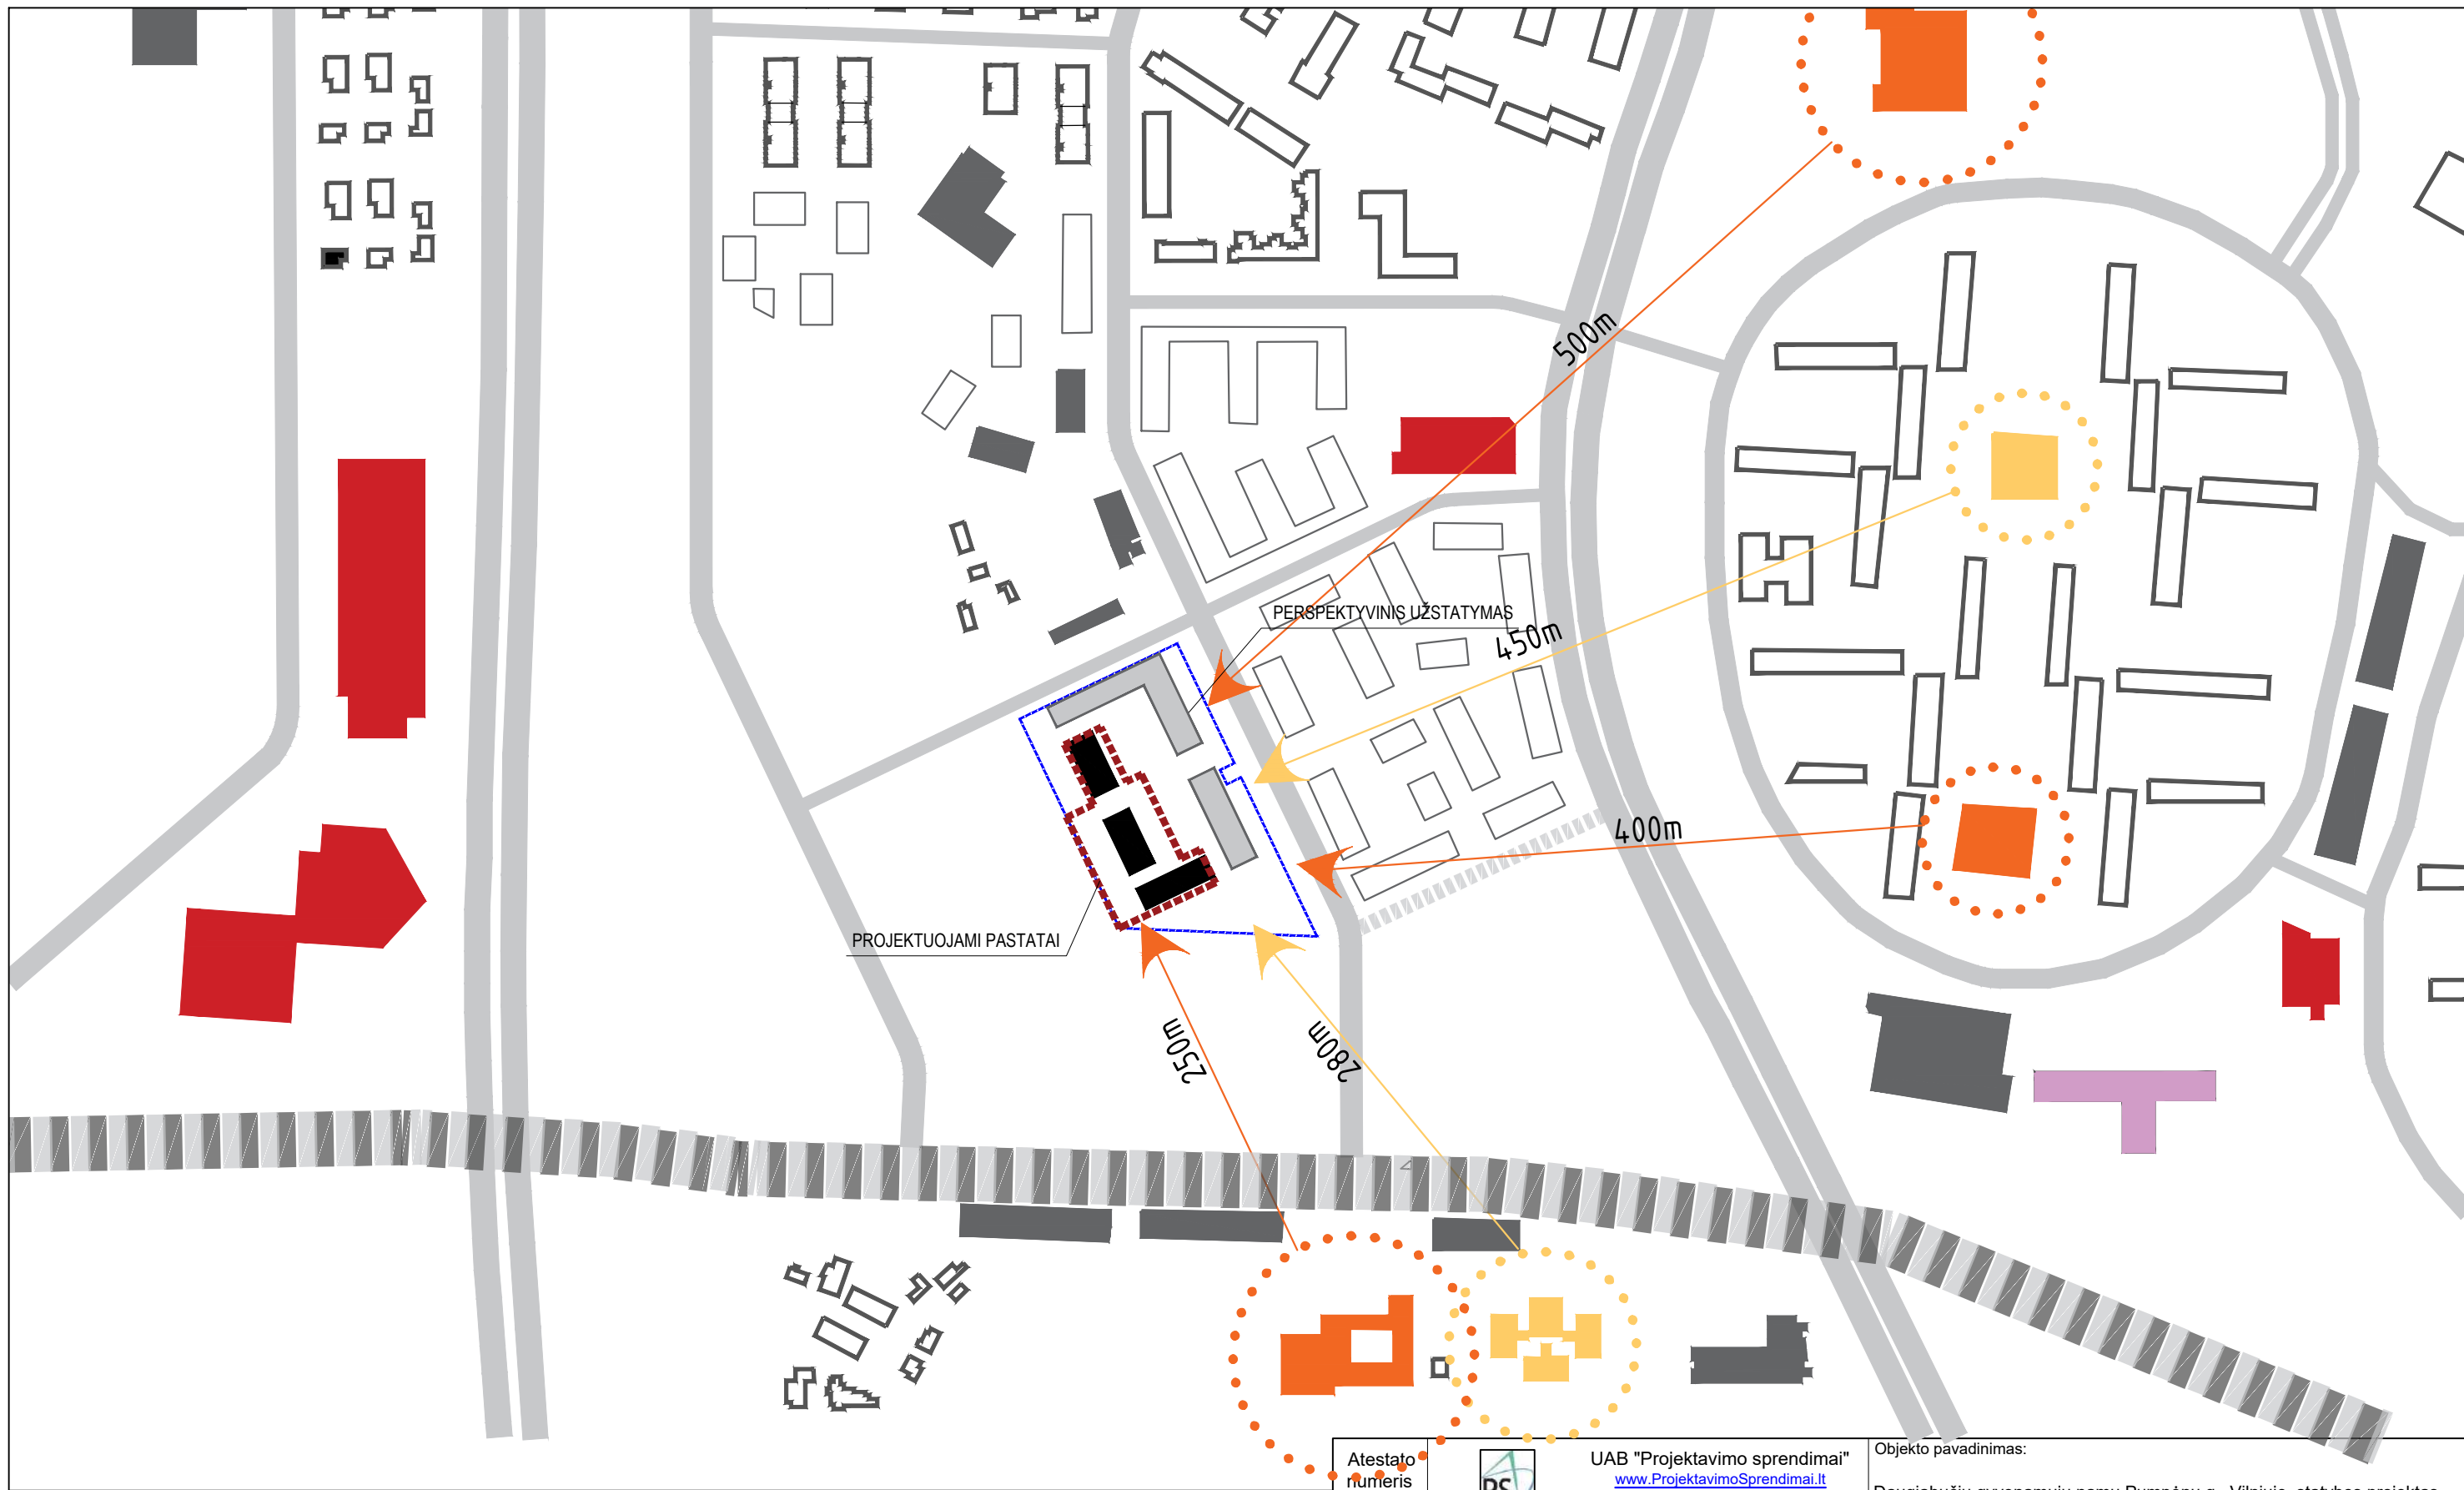 500m
PERSPEKTYVINIS UŽSTATYMAS
450m
400m
PROJEKTUOJAMI PASTATAI
250m
280m
Atestato
numeris
PS
UAB "Projektavimo sprendimai"
www.ProjektavimoSprendimai.lt
Objekto pavadinimas: